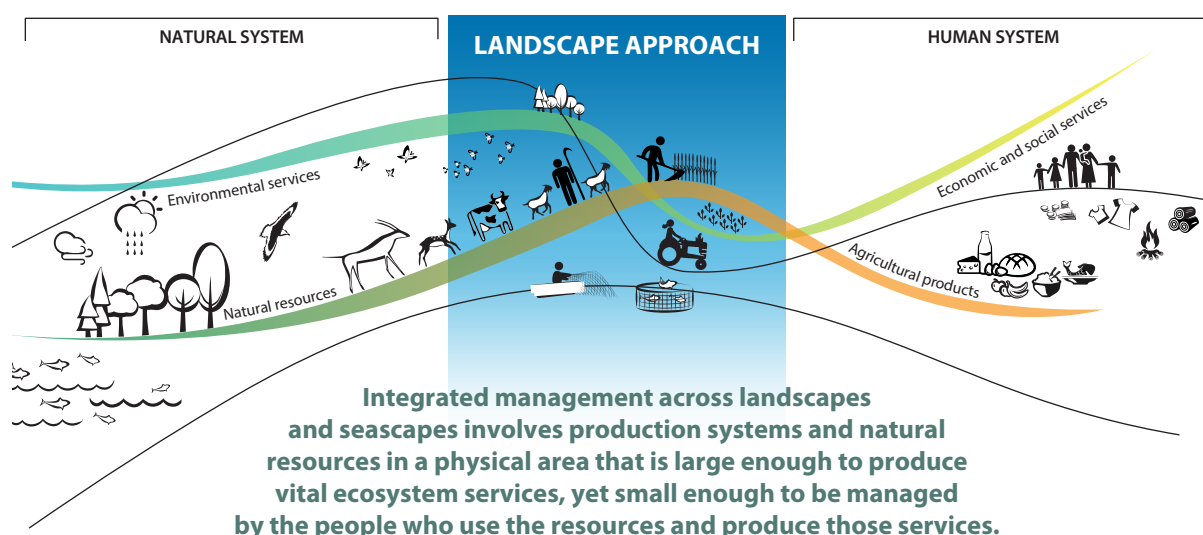 NATURAL SYSTEM
LANDSCAPE APPROACH
HUMAN SYSTEM
Environmental services
Economic and social services
Natural resources
Agricultural products
Integrated management across landscapes
and seascapes involves production systems and natural
resources in a physical area that is large enough to produce
vital ecosystem services, yet small enough to be managed
by the people who use the resources and produce those services.